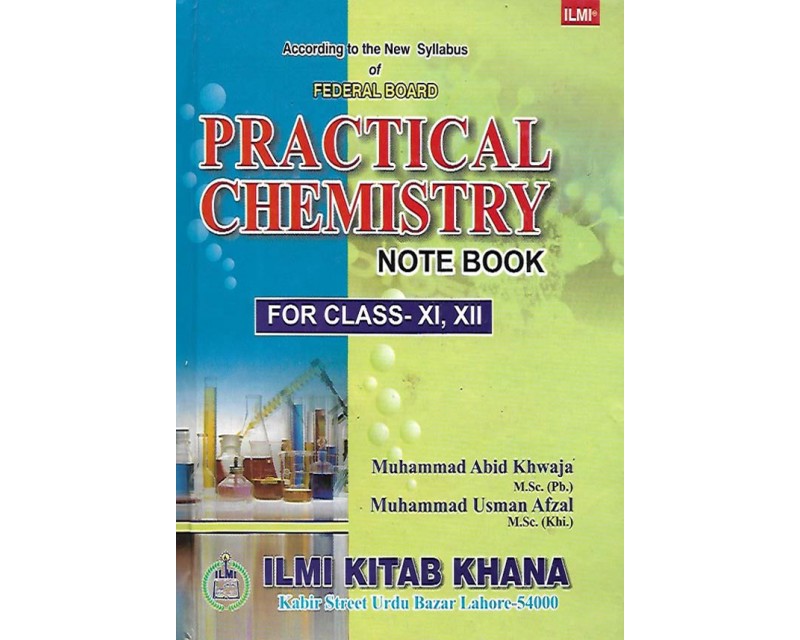 ILMI®
According to the New Syllabus
of
FEDERAL BOARD
PRACTICAL
CHEMISTRY
NOTE BOOK
FOR CLASS- XI, XII
Muhammad Abid Khwaja
M.Sc. (Pb.)
Muhammad Usman Afzal
M.Sc. (Khi.)
ILMI
ILMI KITAB KHANA
Kabir Street Urdu Bazar Lahore-54000